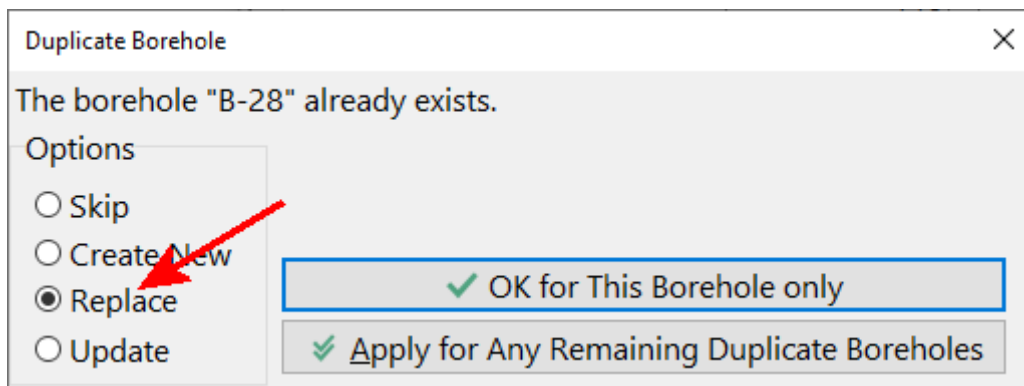 Duplicate Borehole
The borehole "B-28" already exists.
Options
Skip
Create New
Replace
Update
OK for This Borehole only
Apply for Any Remaining Duplicate Boreholes